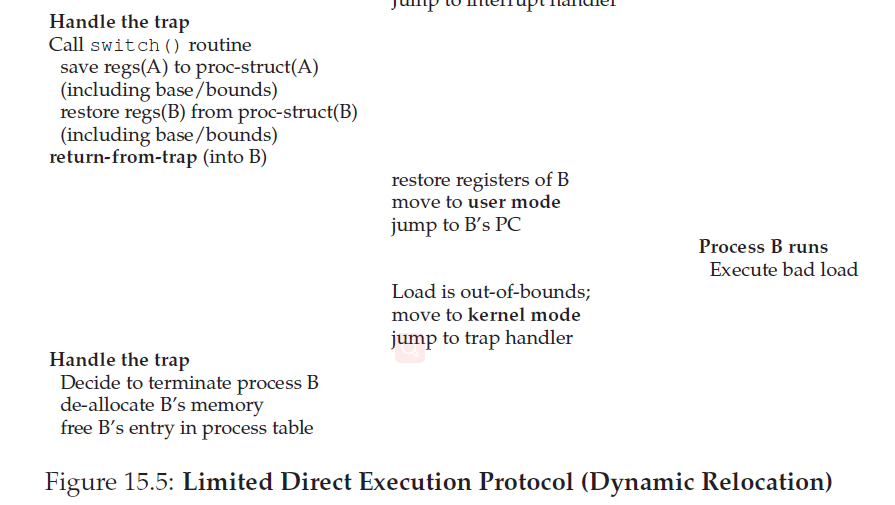 jump to interrupt handler
Handle the trap
Call switch() routine
save regs(A) to proc-struct(A)
(including base/bounds)
restore regs(B) from proc-struct(B)
(including base/bounds)
return-from-trap (into B)
restore registers of B
move to user mode
jump to B's PC
Process B runs
Execute bad load
Load is out-of-bounds;
move to kernel mode
jump to trap handler
Handle the trap
Decide to terminate process B
de-allocate B's memory
free B's entry in process table
Figure 15.5: Limited Direct Execution Protocol (Dynamic Relocation)